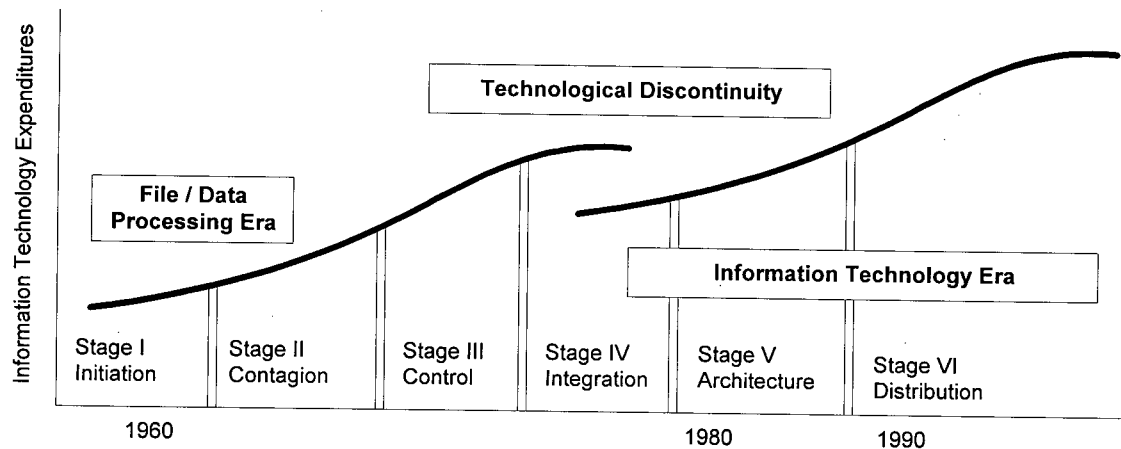 Information Technology Expenditures
Technological Discontinuity
File / Data
Processing Era
Information Technology Era
Stage I
Initiation
Stage II
Contagion
Stage III
Control
Stage IV
Integration
Stage V
Architecture
Stage VI
Distribution
1960
1980
1990